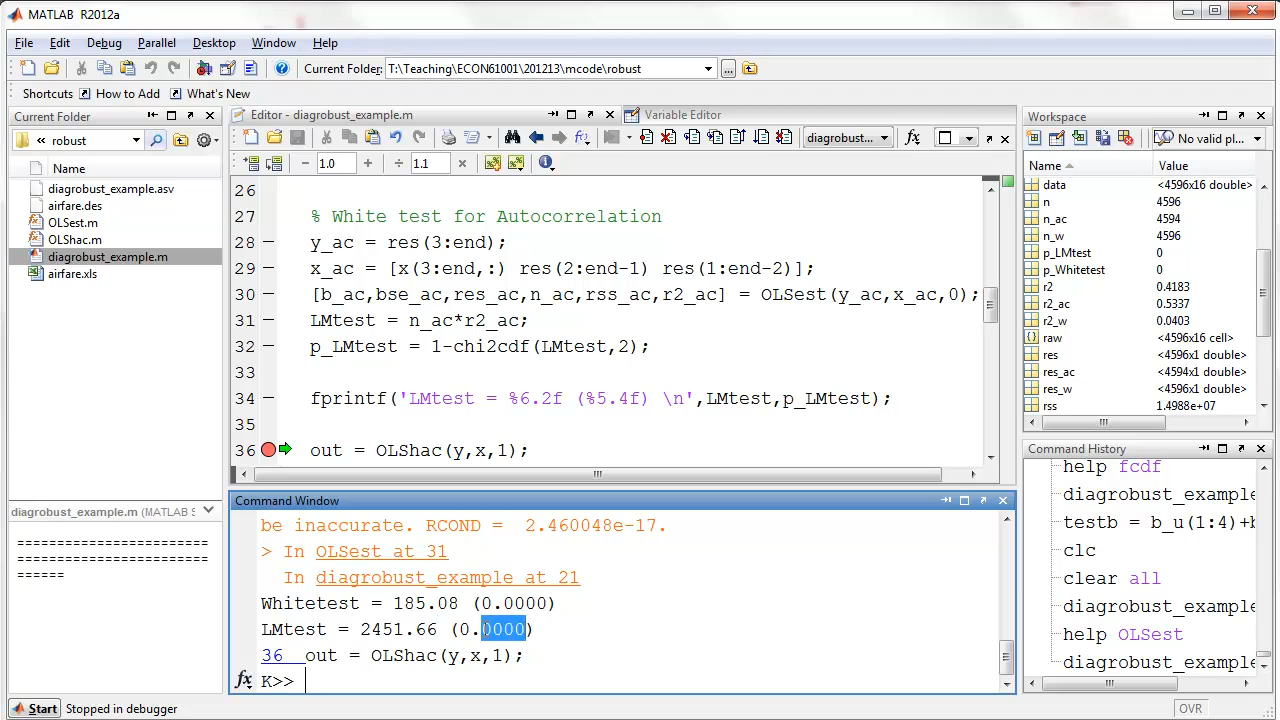 MATLAB R2012a
File Edit Debug Parallel Desktop Window Help
Current Folder: T:\Teaching\ECON61001\201213\mcode\robust
Shortcuts How to Add What's New
Current Folder
« robust
Name
diagrobust_example.asv
airfare.des
OLSest.m
OLShac.m
diagrobust_example.m
airfare.xls
diagrobust_example.m (MATLAB S
=========================
=========================
======
Editor - diagrobust_example.m
Variable Editor
diagrobust...
1.0 1.1
26
27 % White test for Autocorrelation
28 – y_ac = res(3:end);
29 – x_ac = [x(3:end,:) res(2:end-1) res(1:end-2)];
30 – [b_ac,bse_ac,res_ac,n_ac,rss_ac,r2_ac] = OLSest(y_ac,x_ac,0);
31 – LMtest = n_ac*r2_ac;
32 – p_LMtest = 1-chi2cdf(LMtest,2);
33
34 – fprintf('LMtest = %6.2f (%5.4f) \n',LMtest,p_LMtest);
35
36 out = OLShac(y,x,1);
Command Window
be inaccurate. RCOND = 2.460048e-17.
> In OLSest at 31
In diagrobust_example at 21
Whitetest = 185.08 (0.0000)
LMtest = 2451.66 (0.0000)
36 out = OLShac(y,x,1);
fx K>>
Workspace
No valid pl...
Name Value
data <4596x16 double>
n 4596
n_ac 4594
n_w 4596
p_LMtest 0
p_Whitetest 0
r2 0.4183
r2_ac 0.5337
r2_w 0.0403
raw <4596x16 cell>
res <4596x1 double>
res_ac <4594x1 double>
res_w <4596x1 double>
rss 1.4988e+07
Command History
help fcdf
diagrobust_example
testb = b_u(1:4)+b
clc
clear all
diagrobust_example
help OLSest
diagrobust_example
Start Stopped in debugger
OVR